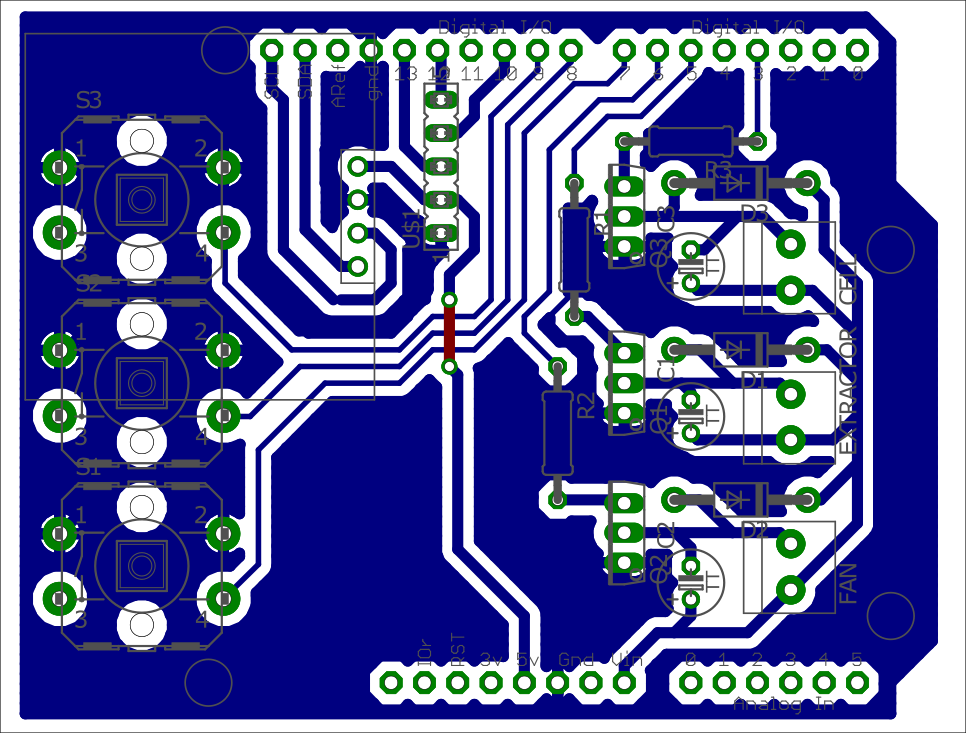 Digital I/O Digital I/O
SCL SDA ARef gnd 13 12 11 10 9 8 7 6 5 4 3 2 1 0
S3
1 2
3 4
U$1
1
R3
R1
C3
Q3
D3
S2
1 2
3 4
C1
Q1
D1
EXTRACTOR CELL
R2
S1
1 2
3 4
C2
Q2
D2
FAN
IOr RST 3v 5v Gnd Vin 0 1 2 3 4 5
Analog In